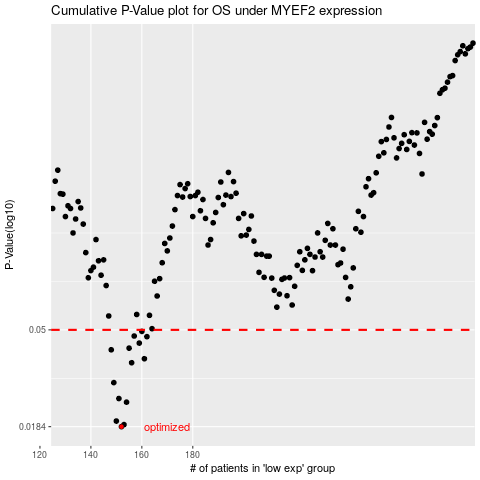 Cumulative P-Value plot for OS under MYEF2 expression
P-Value(log10)
0.05
0.0184
optimized
120 140 160 180
# of patients in 'low exp' group